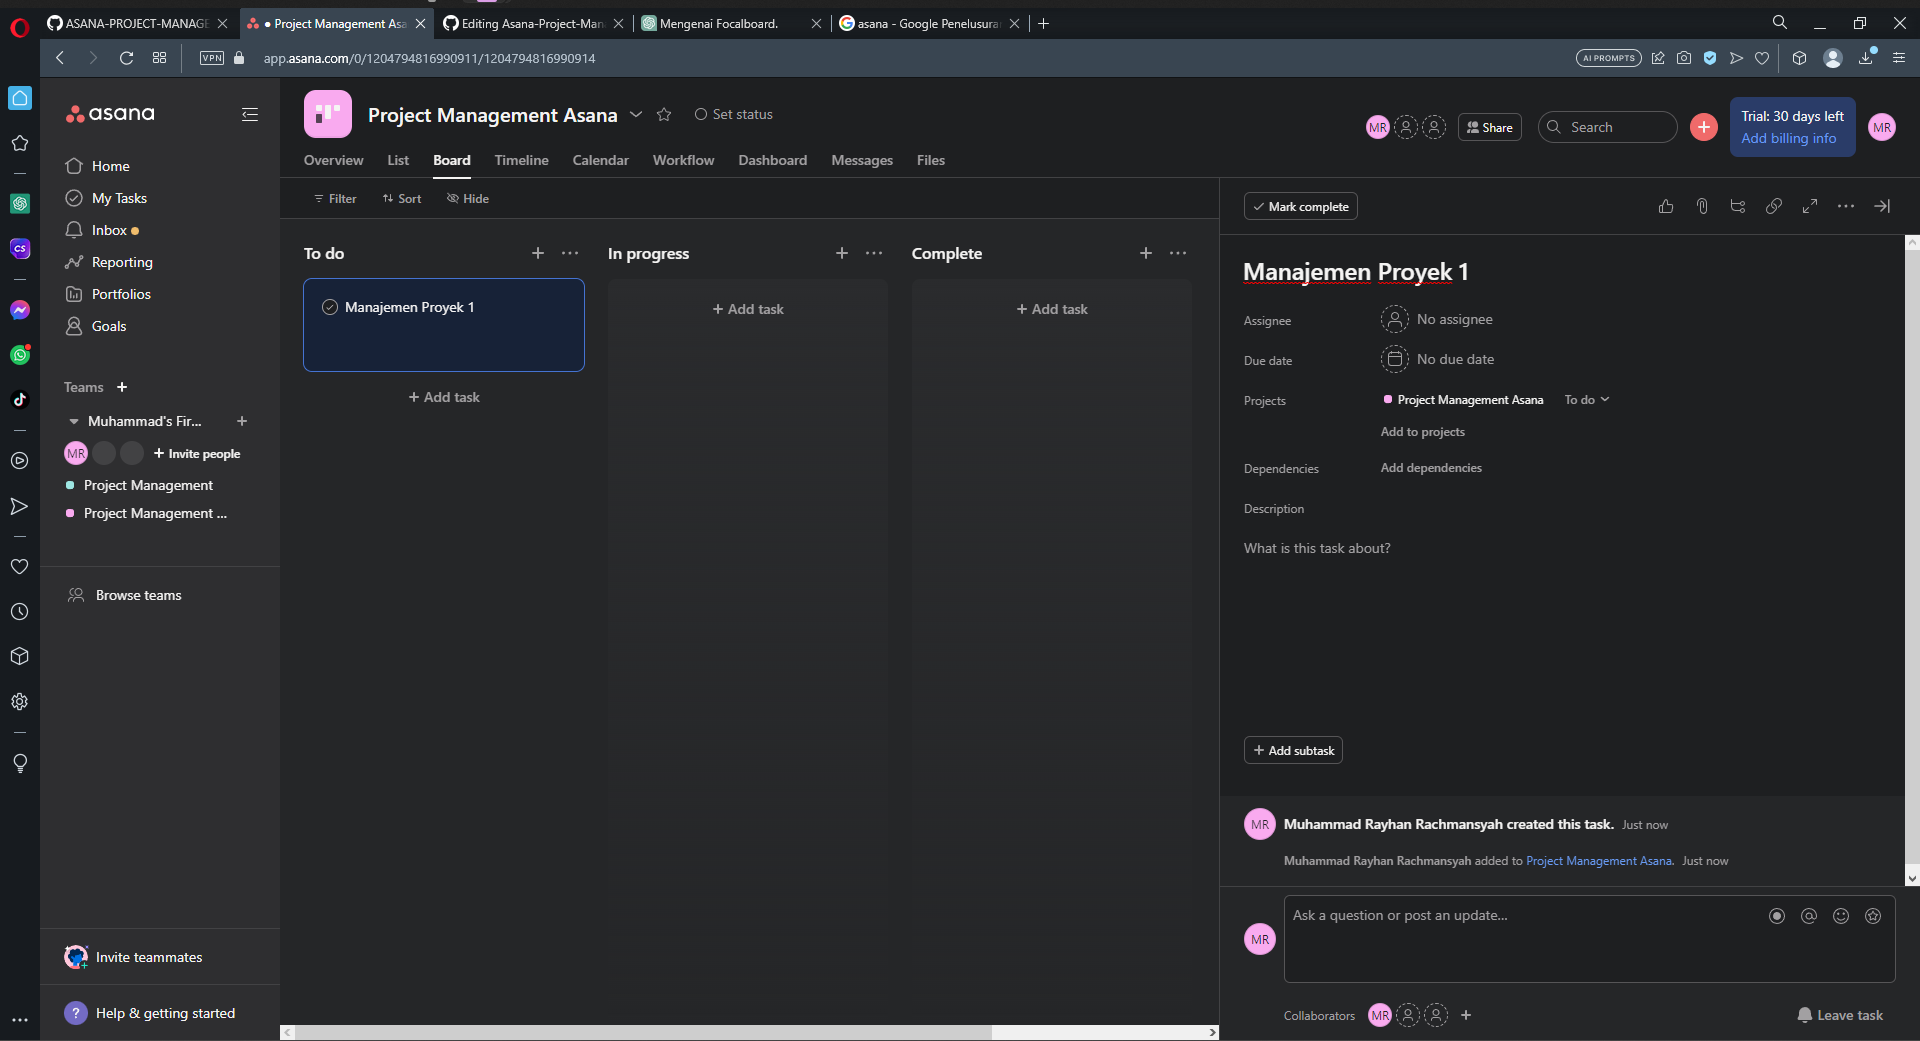 ASANA-PROJECT-MANAGE
• Project Management Asa
Editing Asana-Project-Man
Mengenai Focalboard.
asana - Google Penelusura
VPN
app.asana.com/0/1204794816990911/1204794816990914
AI PROMPTS
asana
Home
My Tasks
Inbox
Reporting
Portfolios
Goals
Teams +
Muhammad's Fir... +
MR + Invite people
Project Management
Project Management ...
Browse teams
Invite teammates
? Help & getting started
CS
Project Management Asana
Set status
Overview List Board Timeline Calendar Workflow Dashboard Messages Files
MR
Share
Search
Trial: 30 days left
Add billing info
MR
Filter Sort Hide
To do + ...
Manajemen Proyek 1
+ Add task
In progress + ...
+ Add task
Complete + ...
+ Add task
Mark complete
Manajemen Proyek 1
Assignee No assignee
Due date No due date
Projects Project Management Asana To do
Add to projects
Dependencies Add dependencies
Description
What is this task about?
+ Add subtask
MR Muhammad Rayhan Rachmansyah created this task. Just now
Muhammad Rayhan Rachmansyah added to Project Management Asana. Just now
MR Ask a question or post an update...
Collaborators MR + Leave task